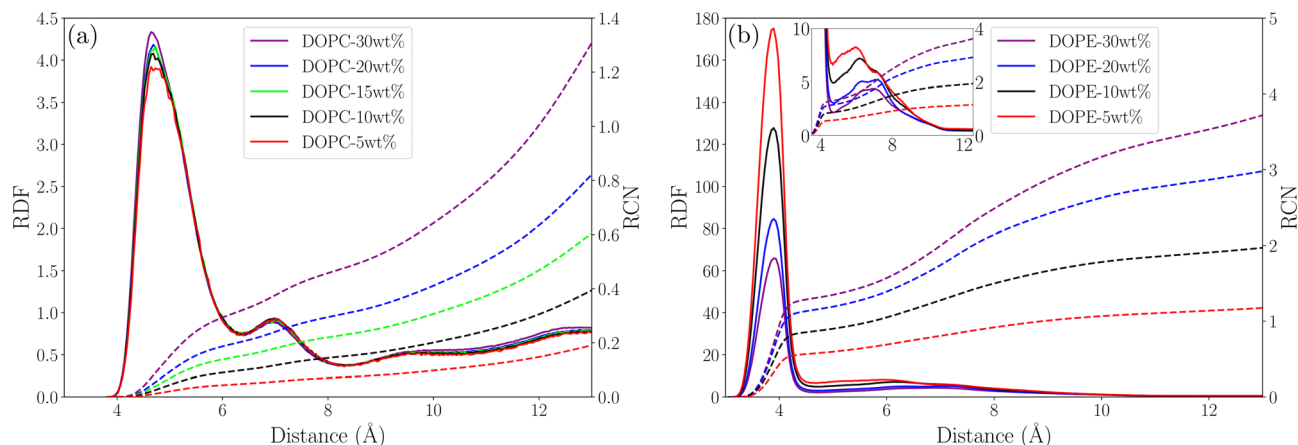 (a)
RDF
4.5
4.0
3.5
3.0
2.5
2.0
1.5
1.0
0.5
0.0
DOPC-30wt%
DOPC-20wt%
DOPC-15wt%
DOPC-10wt%
DOPC-5wt%
1.4
1.2
1.0
0.8
0.6
0.4
0.2
0.0
RCN
4 6 8 10 12
Distance (Å)
(b)
RDF
180
160
140
120
100
80
60
40
20
0
10
5
0
4
2
0
4 6 8 10 12
DOPE-30wt%
DOPE-20wt%
DOPE-10wt%
DOPE-5wt%
5
4
3
2
1
0
RCN
4 6 8 10 12
Distance (Å)